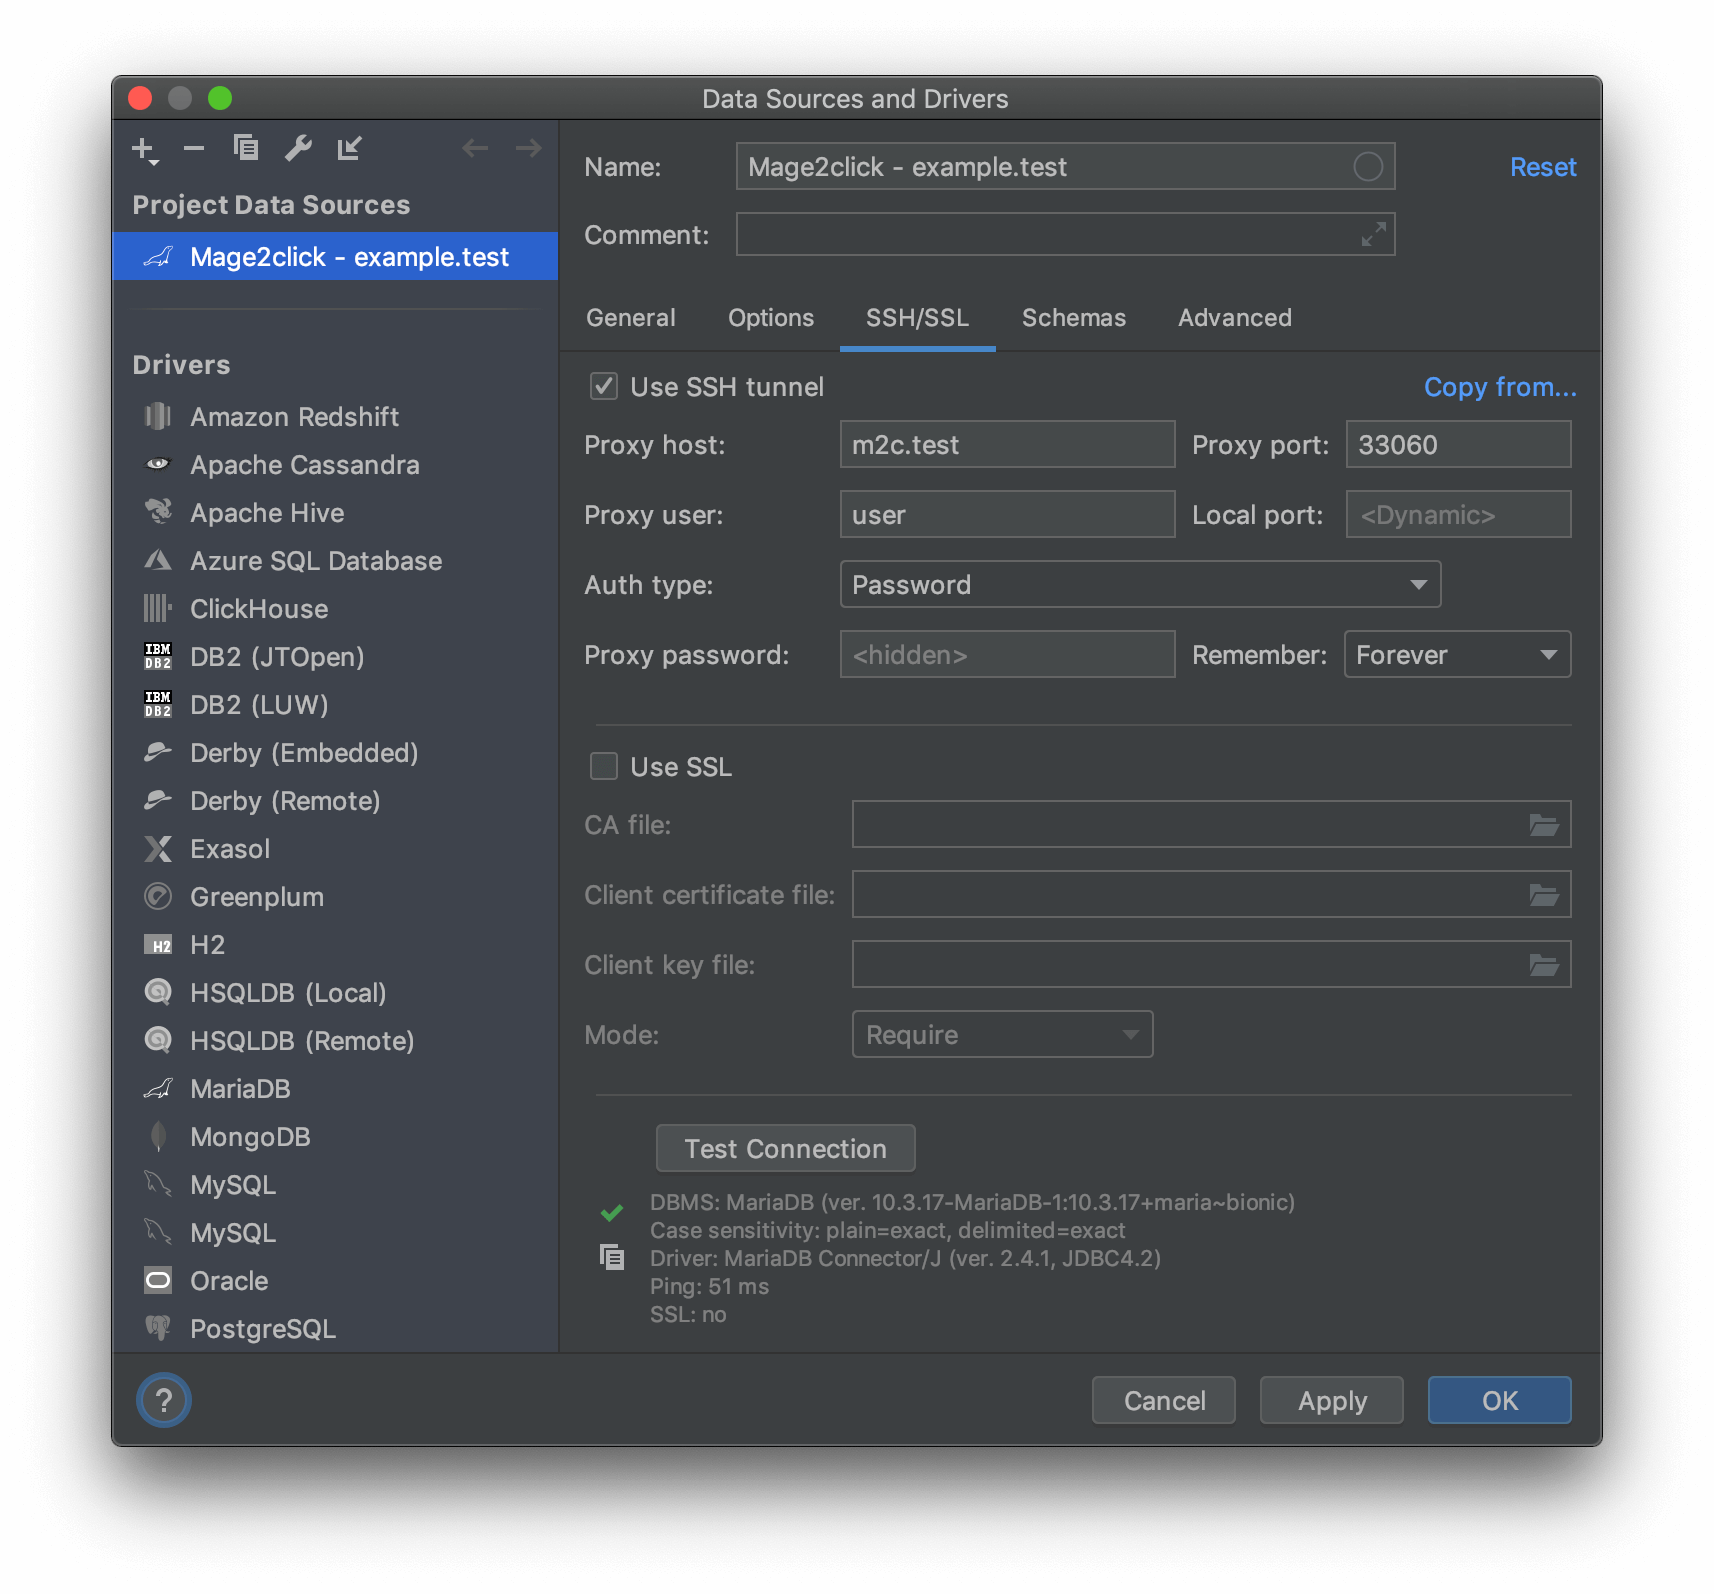 Data Sources and Drivers
Project Data Sources
Mage2click - example.test
Drivers
Amazon Redshift
Apache Cassandra
Apache Hive
Azure SQL Database
ClickHouse
IBM DB2 DB2 (JTOpen)
IBM DB2 DB2 (LUW)
Derby (Embedded)
Derby (Remote)
Exasol
Greenplum
H2 H2
HSQLDB (Local)
HSQLDB (Remote)
MariaDB
MongoDB
MySQL
MySQL
Oracle
PostgreSQL
?
Name: Mage2click - example.test Reset
Comment:
General Options SSH/SSL Schemas Advanced
Use SSH tunnel Copy from...
Proxy host: m2c.test Proxy port: 33060
Proxy user: user Local port: <Dynamic>
Auth type: Password
Proxy password: <hidden> Remember: Forever
Use SSL
CA file:
Client certificate file:
Client key file:
Mode: Require
Test Connection
DBMS: MariaDB (ver. 10.3.17-MariaDB-1:10.3.17+maria~bionic)
Case sensitivity: plain=exact, delimited=exact
Driver: MariaDB Connector/J (ver. 2.4.1, JDBC4.2)
Ping: 51 ms
SSL: no
Cancel Apply OK